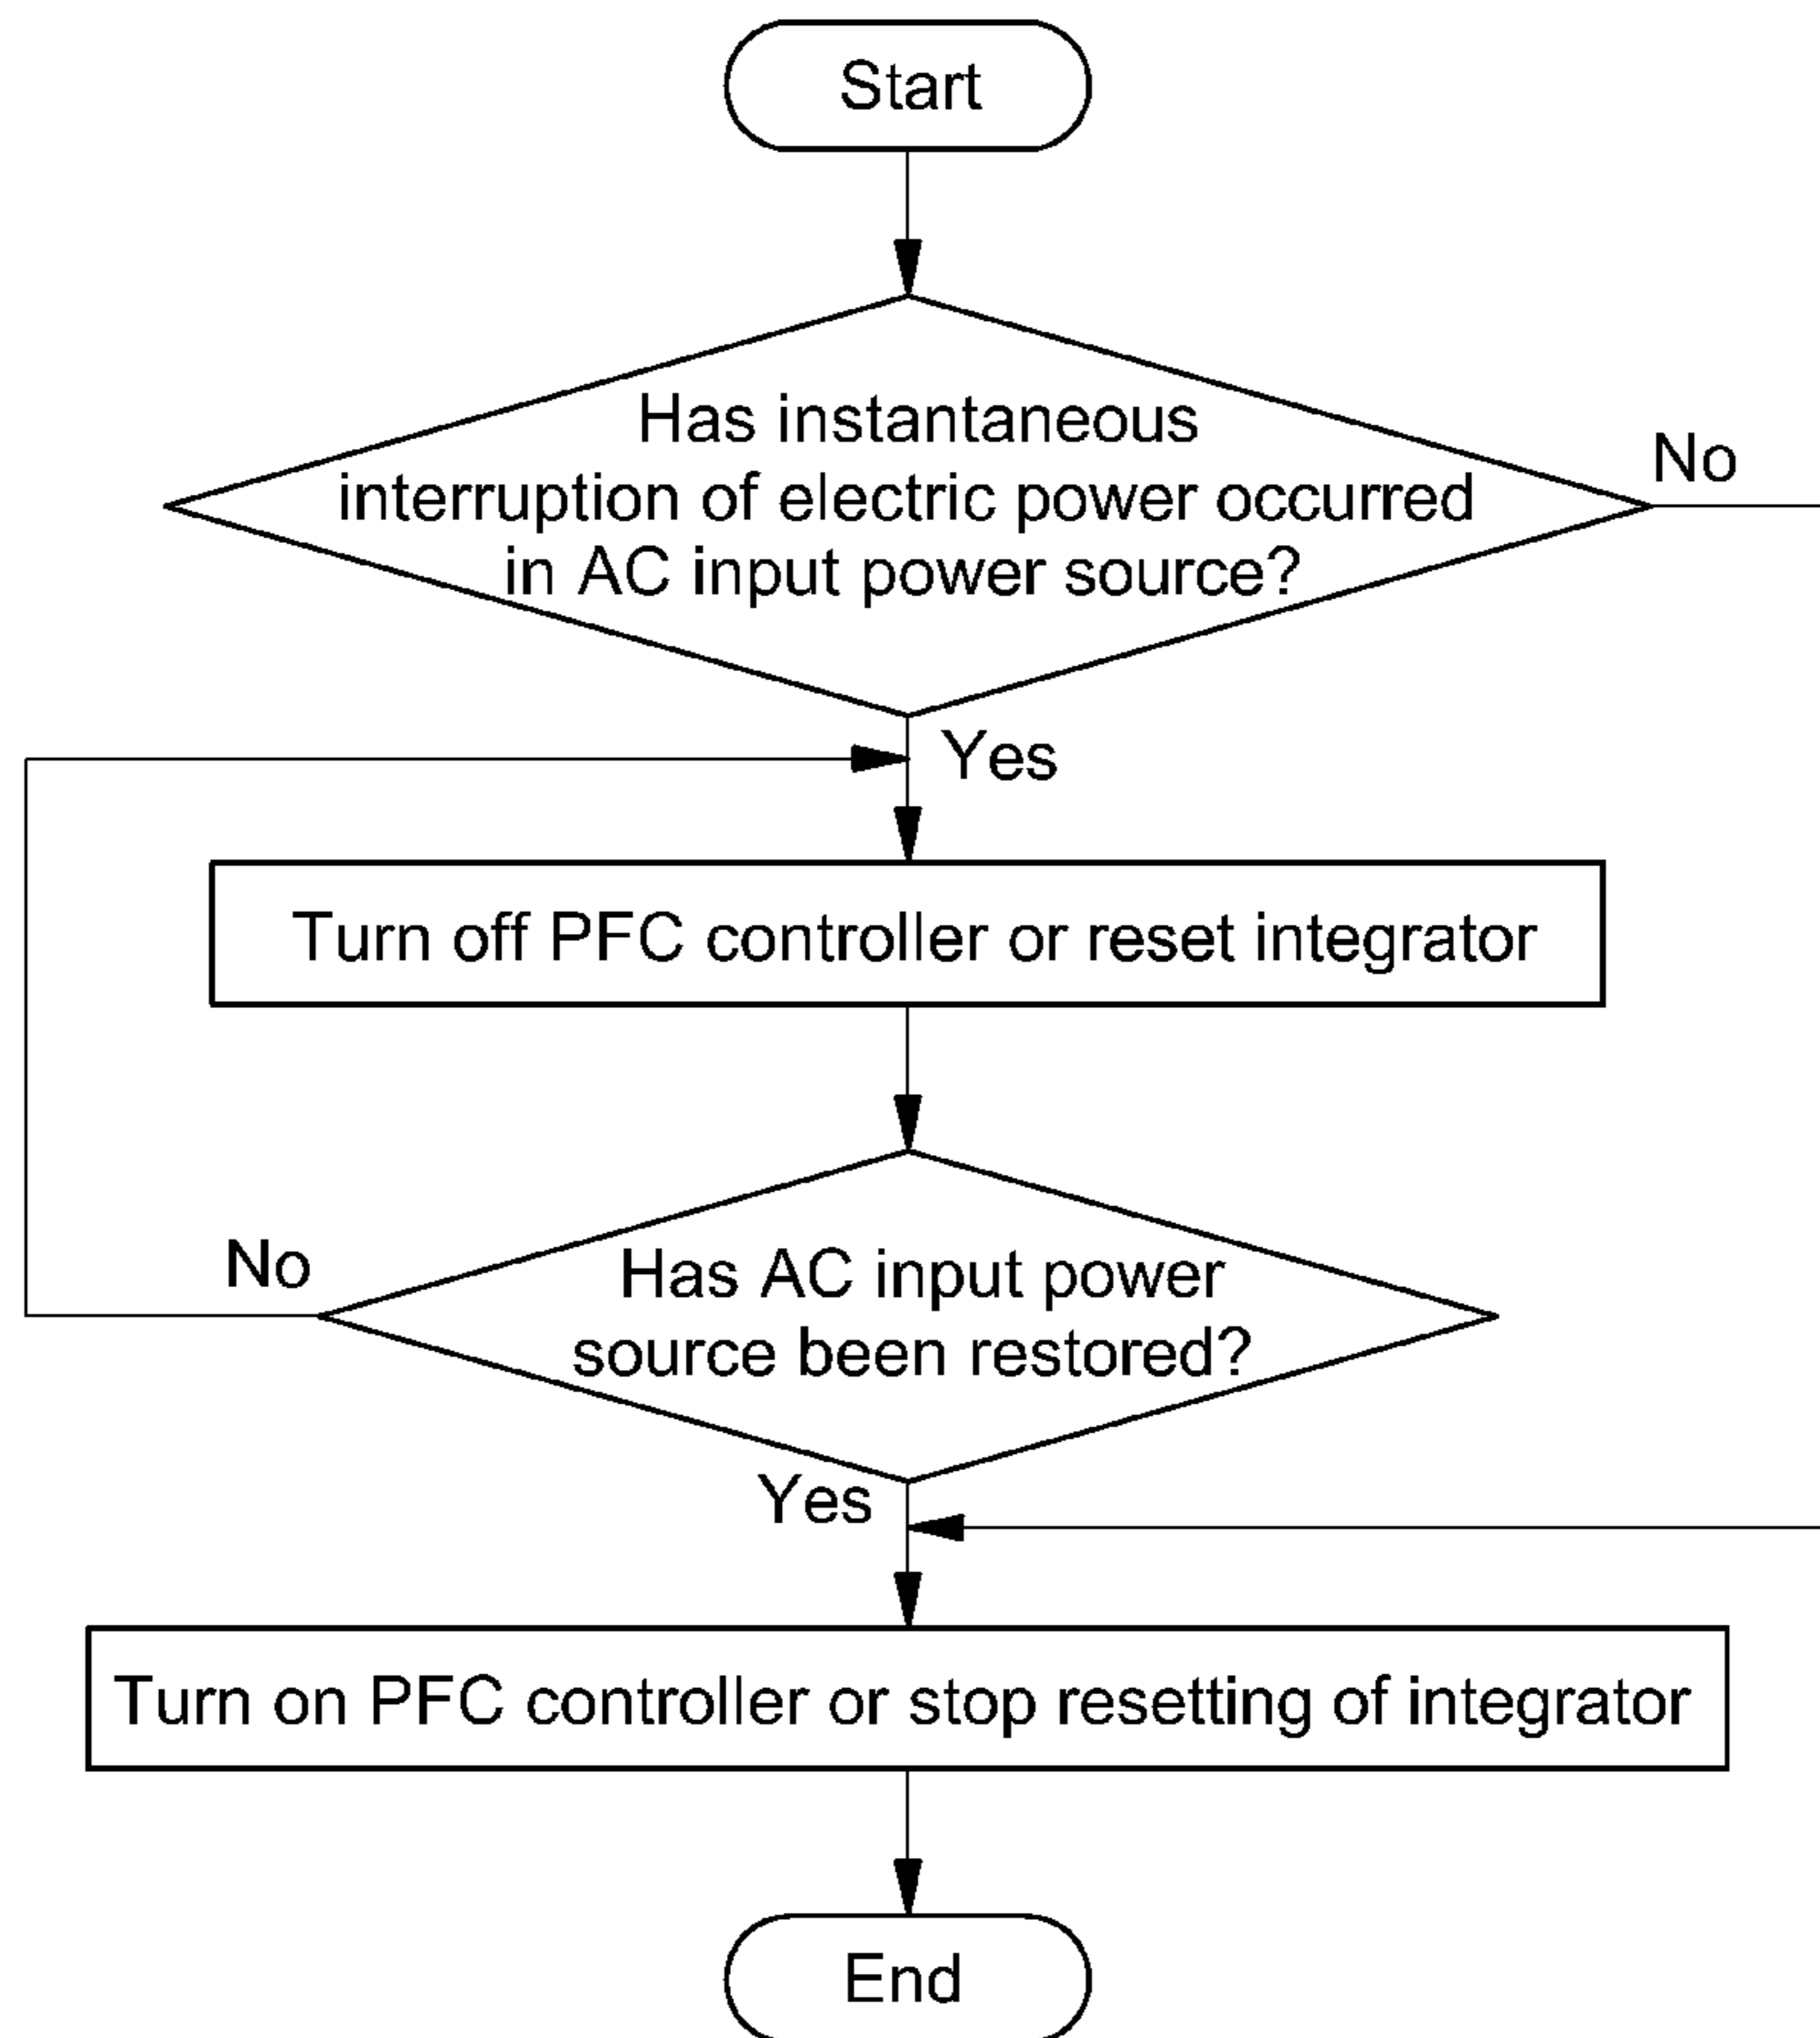 Start
Has instantaneous
interruption of electric power occurred
in AC input power source?
No
Yes
Turn off PFC controller or reset integrator
No
Has AC input power
source been restored?
Yes
Turn on PFC controller or stop resetting of integrator
End